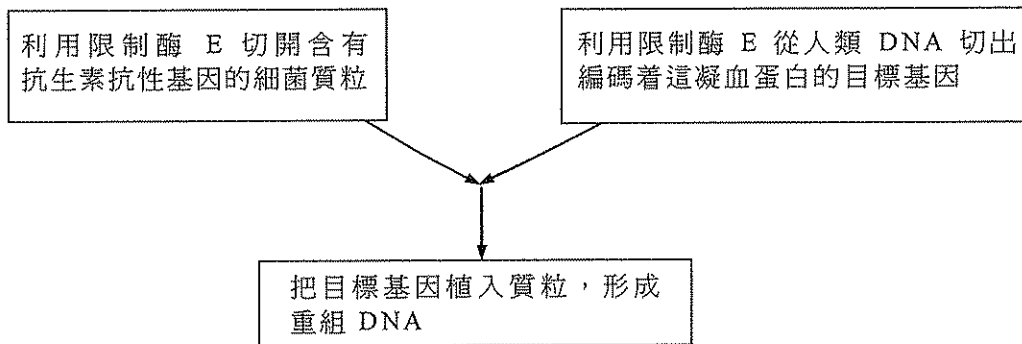 利用限制酶 E 切開含有
抗生素抗性基因的細菌質粒
利用限制酶 E 從人類 DNA 切出
編碼着這凝血蛋白的目標基因
把目標基因植入質粒，形成
重組 DNA